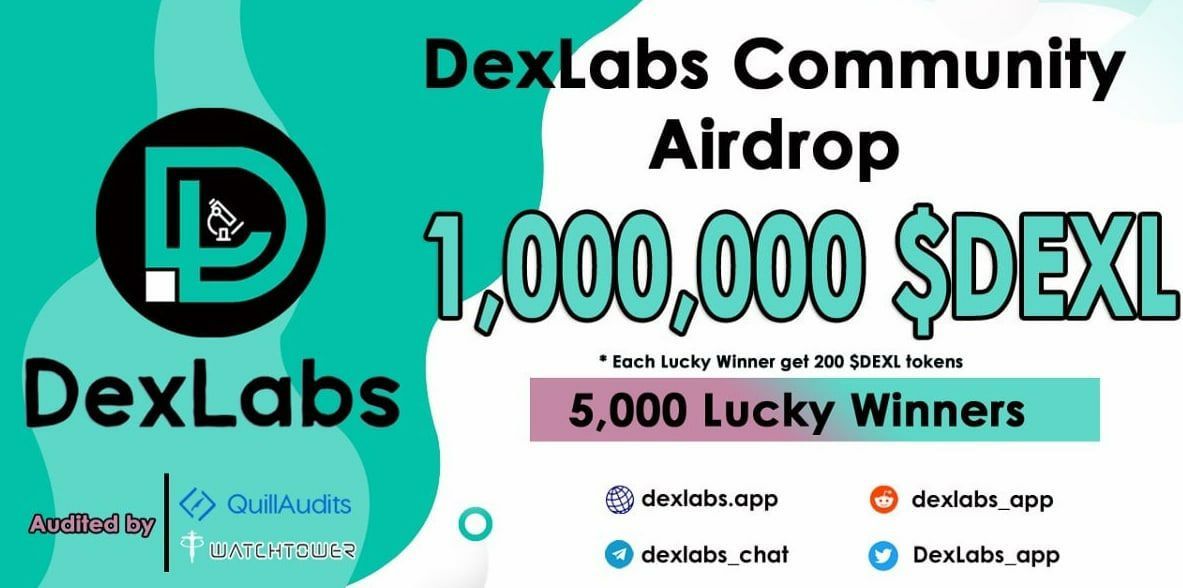 DexLabs Community
Airdrop
1,000,000 $DEXL
* Each Lucky Winner get 200 $DEXL tokens
5,000 Lucky Winners
DexLabs
Audited by
QuillAudits
WATCHTOWER
dexlabs.app
dexlabs_app
dexlabs_chat
DexLabs_app